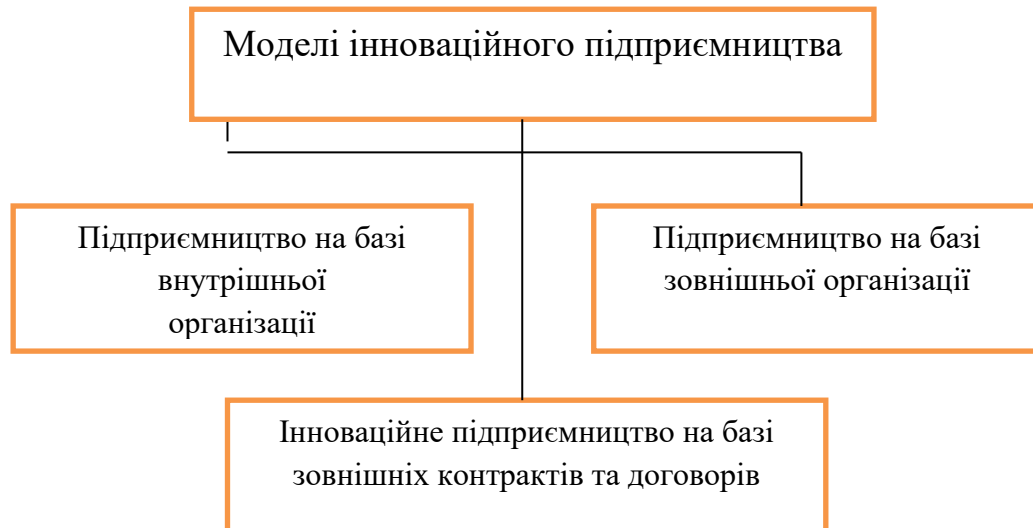 Моделі інноваційного підприємництва
Підприємництво на базі
внутрішньої
організації
Підприємництво на базі
зовнішньої організації
Інноваційне підприємництво на базі
зовнішніх контрактів та договорів